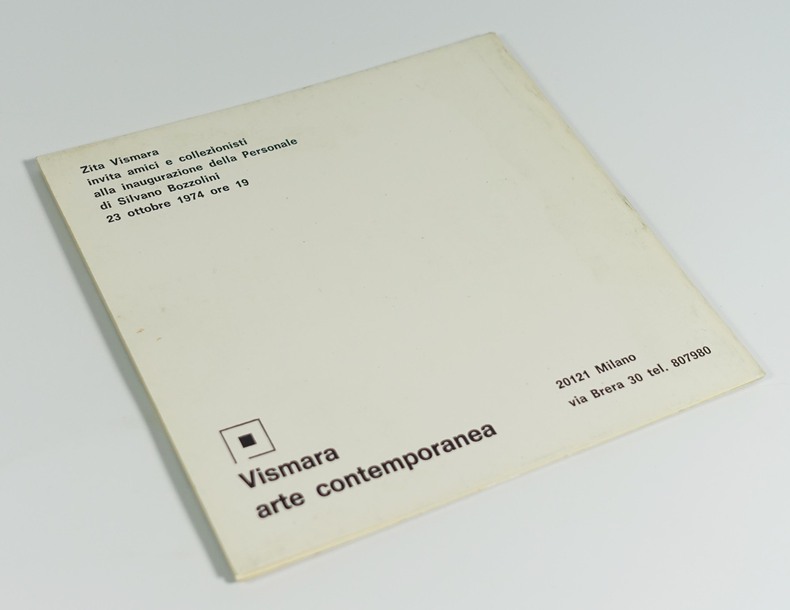 Zita Vismara
invita amici e collezionisti
alla inaugurazione della Personale
di Silvano Bozzolini
23 ottobre 1974 ore 19
Vismara
arte contemporanea
20121 Milano
via Brera 30 tel. 807980